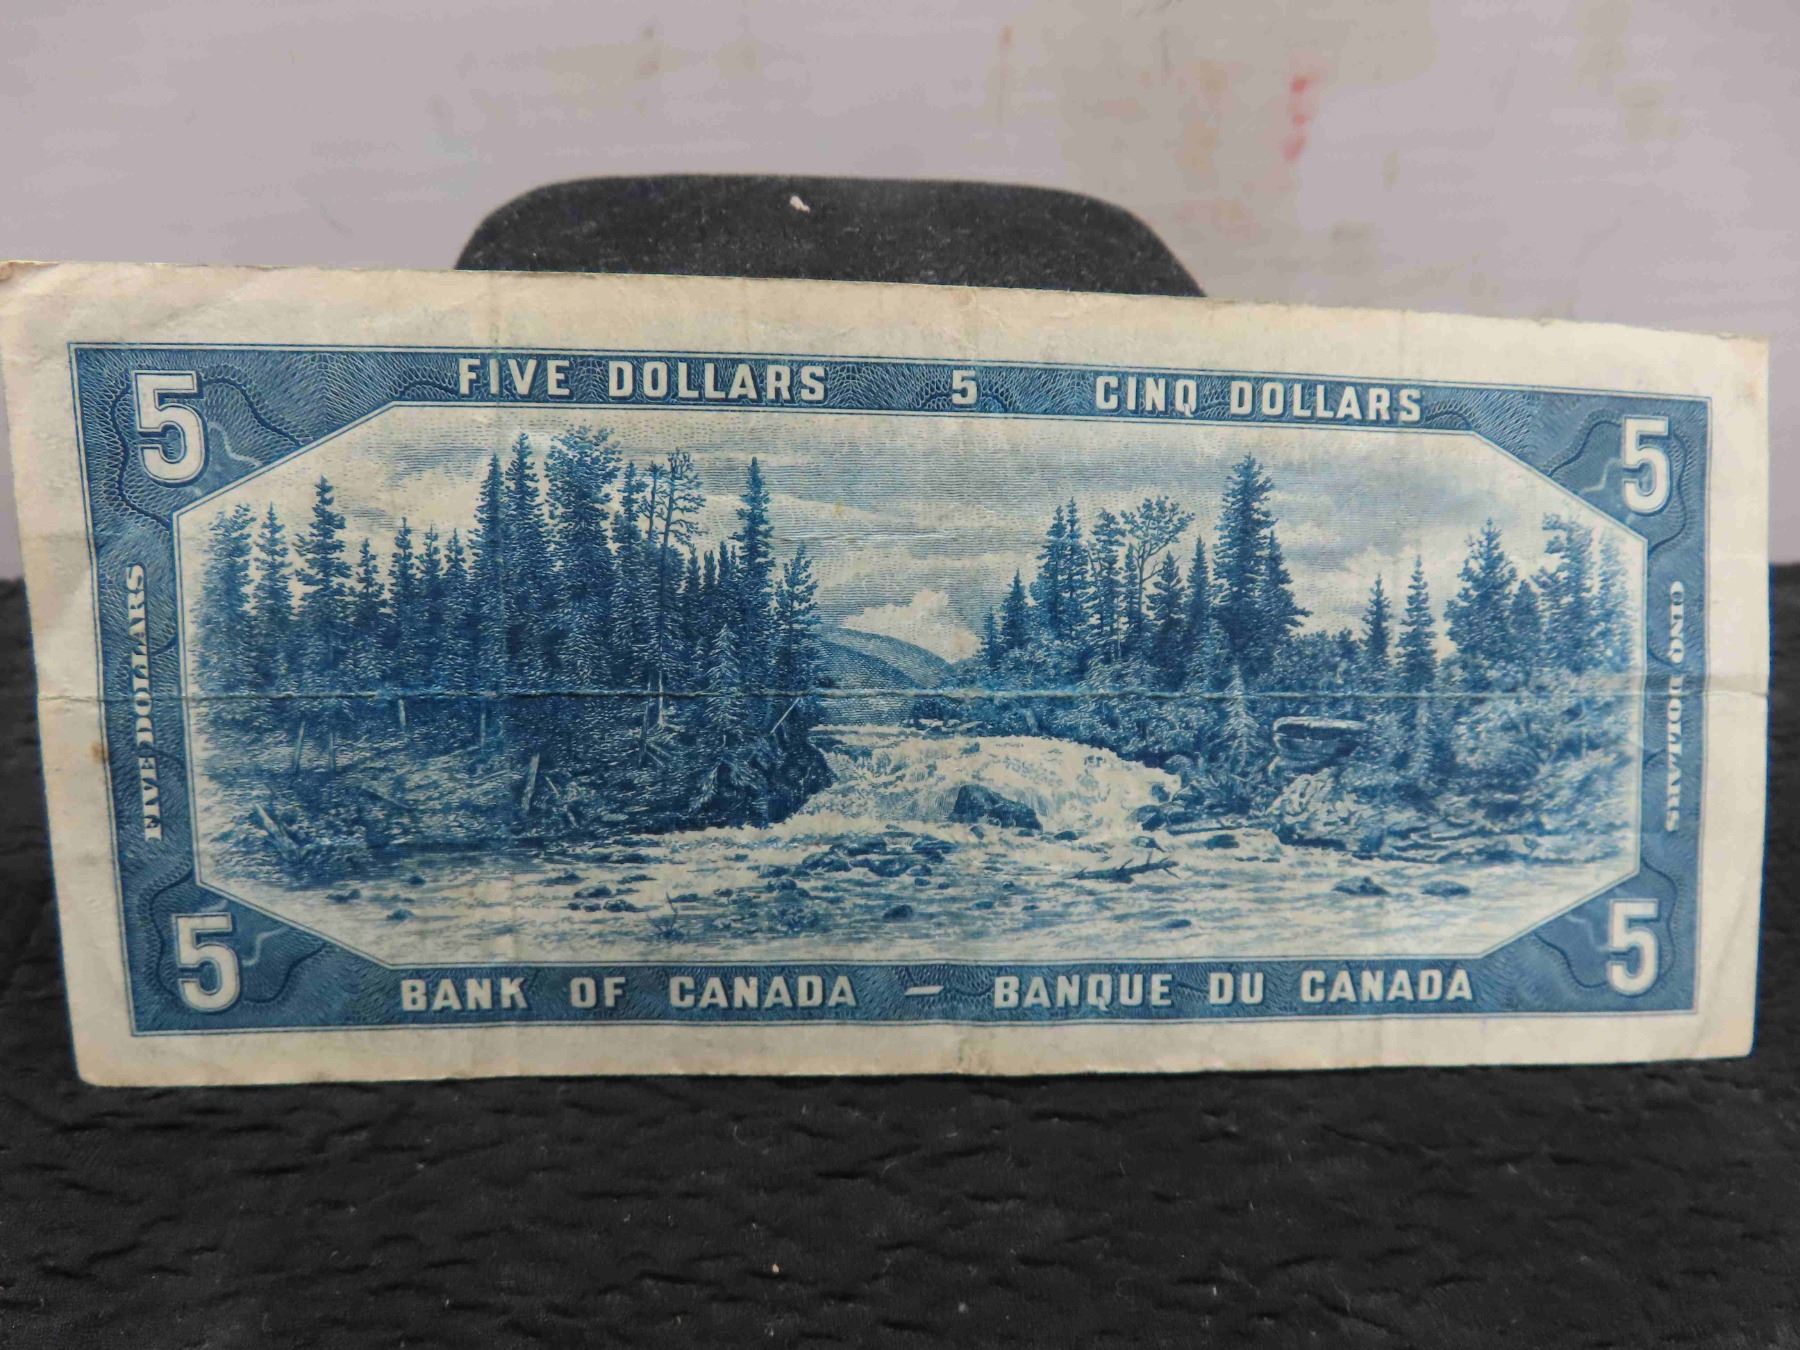 5 FIVE DOLLARS 5 CINQ DOLLARS 5
FIVE DOLLARS
CINQ DOLLARS
5 BANK OF CANADA — BANQUE DU CANADA 5